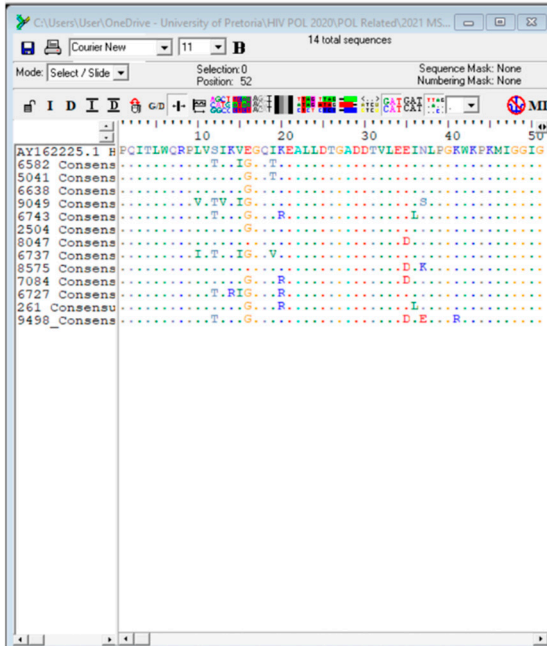 C:\Users\User\OneDrive - University of Pretoria\HIV POL 2020\POL Related\2021 MS...
Courier New 11 B 14 total sequences
Mode: Select / Slide Selection: 0 Sequence Mask: None
Position: 52 Numbering Mask: None
I D I D G/D
10 20 30 40 50
AY162225.1 H PQITLWQRPLVSIKVEGQIKEALLDTGADDTVLEEINLPGKWKPKMIGGIG
6582 Consens ...........T..IG..T................................
5041 Consens ...............G..T................................
6638 Consens ...............G...................................
9049 Consens .........V.TV.IG....................S..............
6743 Consens ...........T...G...R...............L...............
2504 Consens ...............G...................................
8047 Consens ..................................D................
6737 Consens .........I.T..IG..V................................
8575 Consens ..................................D.K..............
7084 Consens ...............G...R..............D................
6727 Consens ...........T.RIG...R...............................
261 Consensu ...............G...R...............L...............
9498_Consens ...........T...G..................D.E...R..........